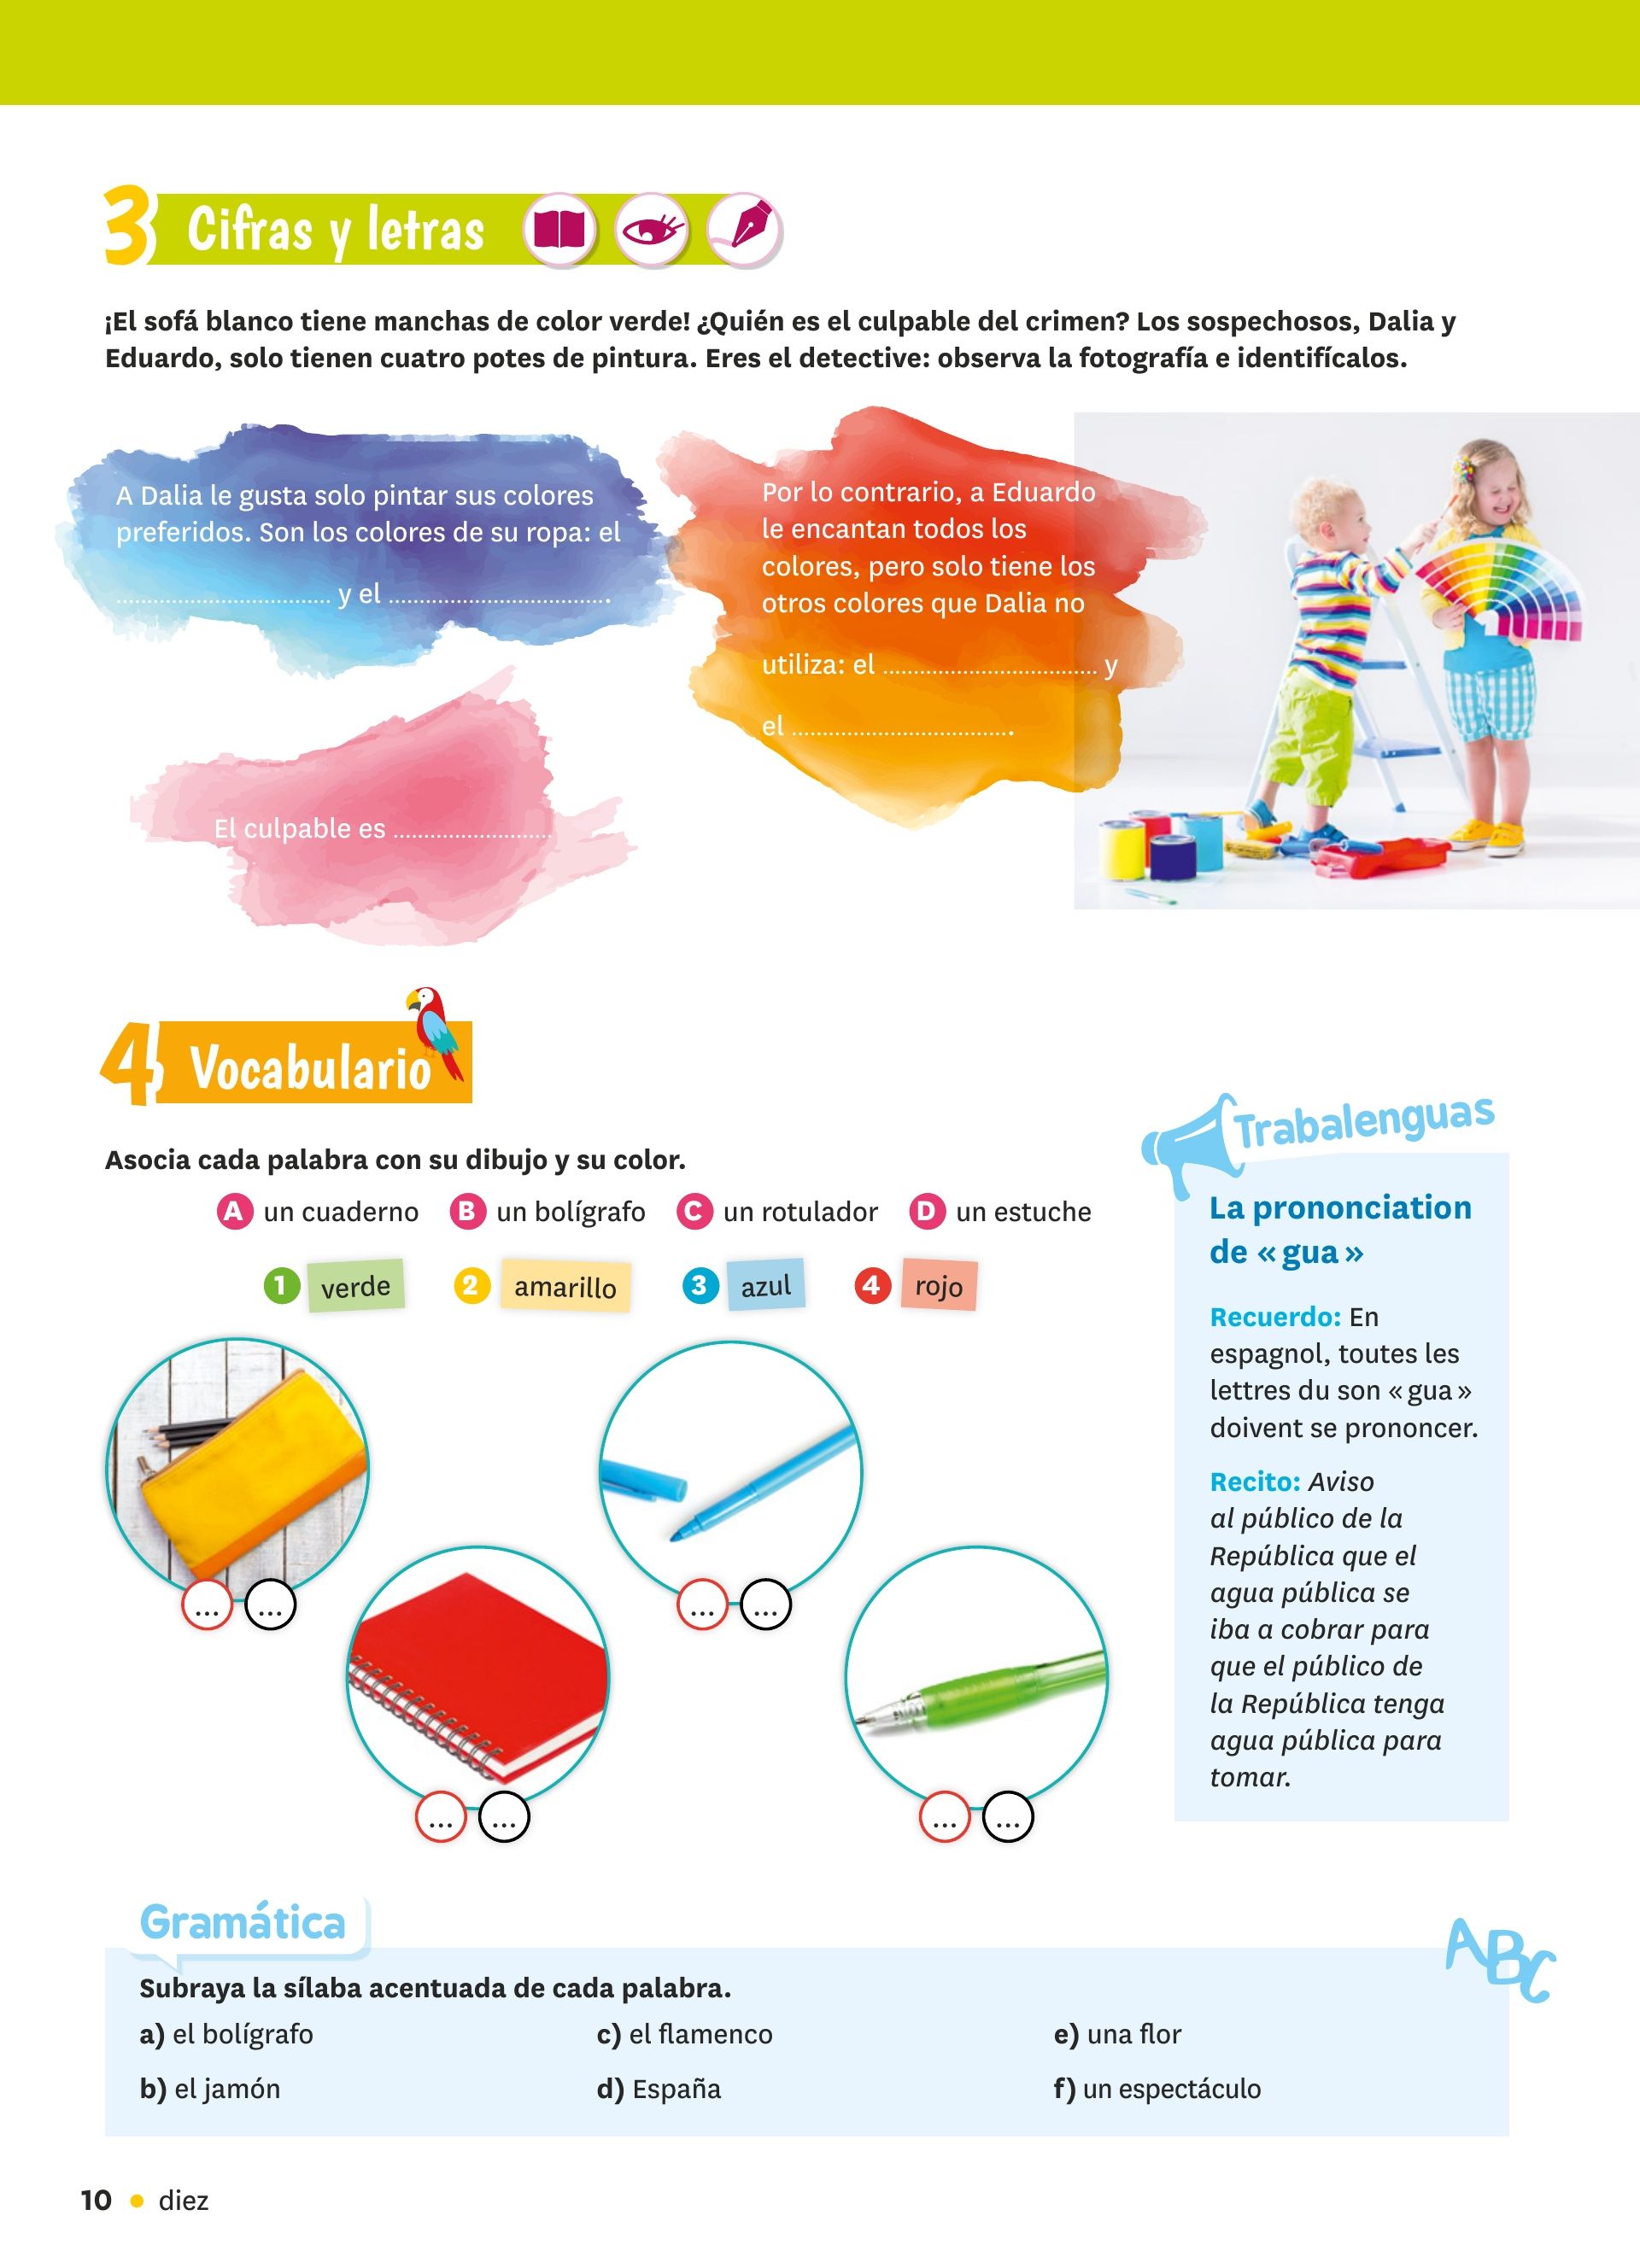 3 Cifras y letras
¡El sofá blanco tiene manchas de color verde! ¿Quién es el culpable del crimen? Los sospechosos, Dalia y
Eduardo, solo tienen cuatro potes de pintura. Eres el detective: observa la fotografía e identifícalos.
A Dalia le gusta solo pintar sus colores
preferidos. Son los colores de su ropa: el
................................... y el ....................................
Por lo contrario, a Eduardo
le encantan todos los
colores, pero solo tiene los
otros colores que Dalia no
utiliza: el ................................... y
el ....................................
El culpable es ..........................
4 Vocabulario
Asocia cada palabra con su dibujo y su color.
A un cuaderno B un bolígrafo C un rotulador D un estuche
1 verde 2 amarillo 3 azul 4 rojo
... ...
... ...
... ...
... ...
Trabalenguas
La prononciation
de « gua »
Recuerdo: En
espagnol, toutes les
lettres du son « gua »
doivent se prononcer.
Recito: Aviso
al público de la
República que el
agua pública se
iba a cobrar para
que el público de
la República tenga
agua pública para
tomar.
Gramática
ABC
Subraya la sílaba acentuada de cada palabra.
a) el bolígrafo c) el flamenco e) una flor
b) el jamón d) España f) un espectáculo
10 • diez